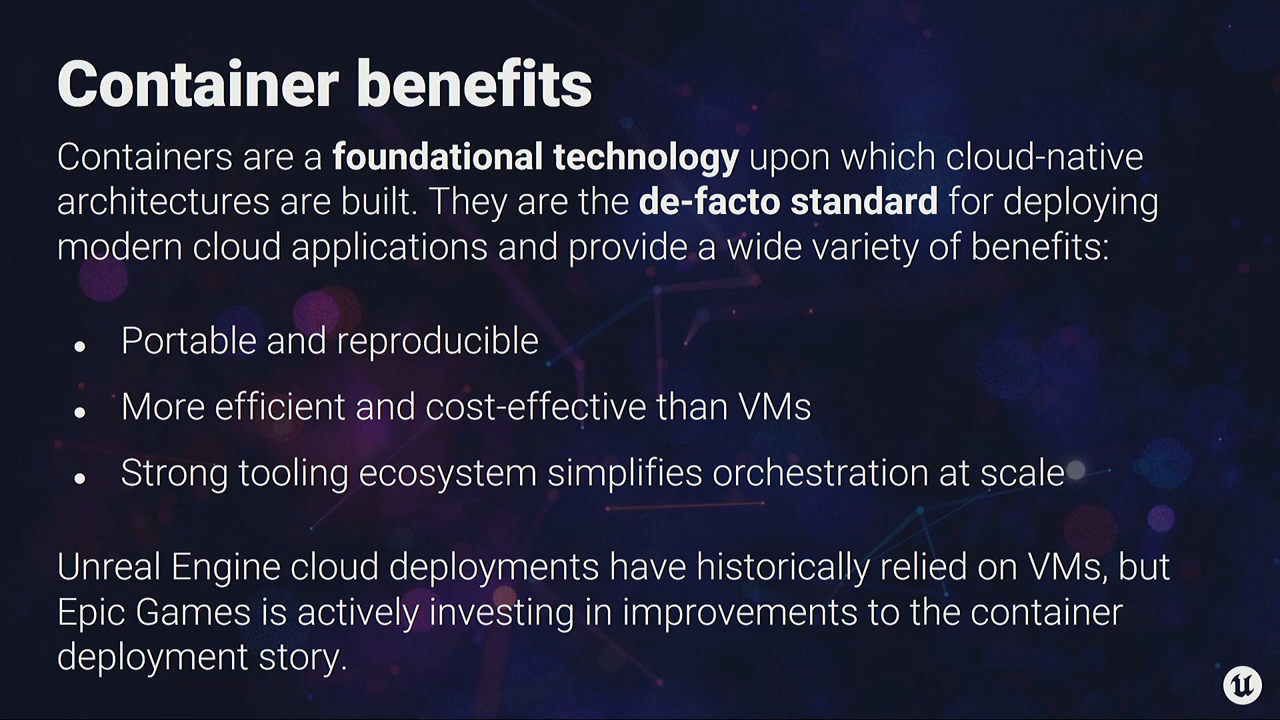 Container benefits
Containers are a foundational technology upon which cloud-native
architectures are built. They are the de-facto standard for deploying
modern cloud applications and provide a wide variety of benefits:
• Portable and reproducible
• More efficient and cost-effective than VMs
• Strong tooling ecosystem simplifies orchestration at scale
Unreal Engine cloud deployments have historically relied on VMs, but
Epic Games is actively investing in improvements to the container
deployment story.